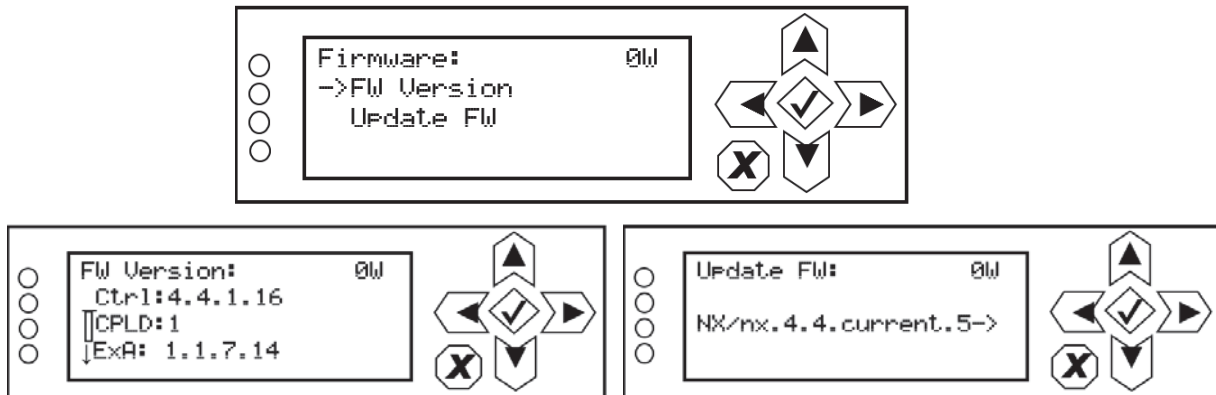 Firmware: 0W
->FW Version
Update FW
FW Version: 0W
Ctrl:4.4.1.16
CPLD:1
↓ExA: 1.1.7.14
Update FW: 0W
NX/nx.4.4.current.5->
X
X
X